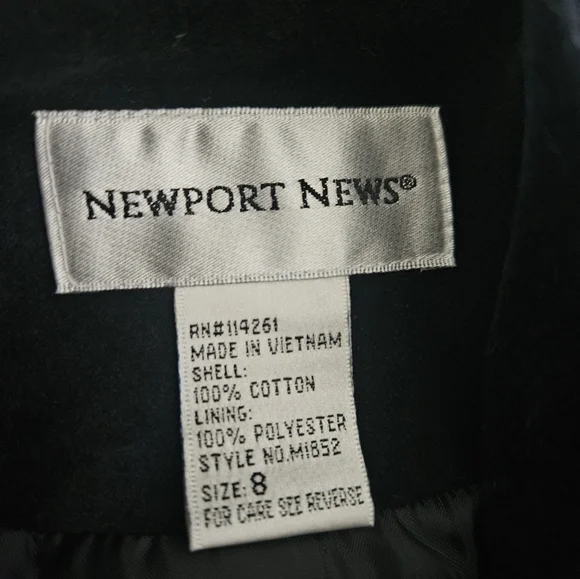 NEWPORT NEWS®
RN#114261
MADE IN VIETNAM
SHELL:
100% COTTON
LINING:
100% POLYESTER
STYLE NO.M1852
SIZE: 8
FOR CARE SEE REVERSE